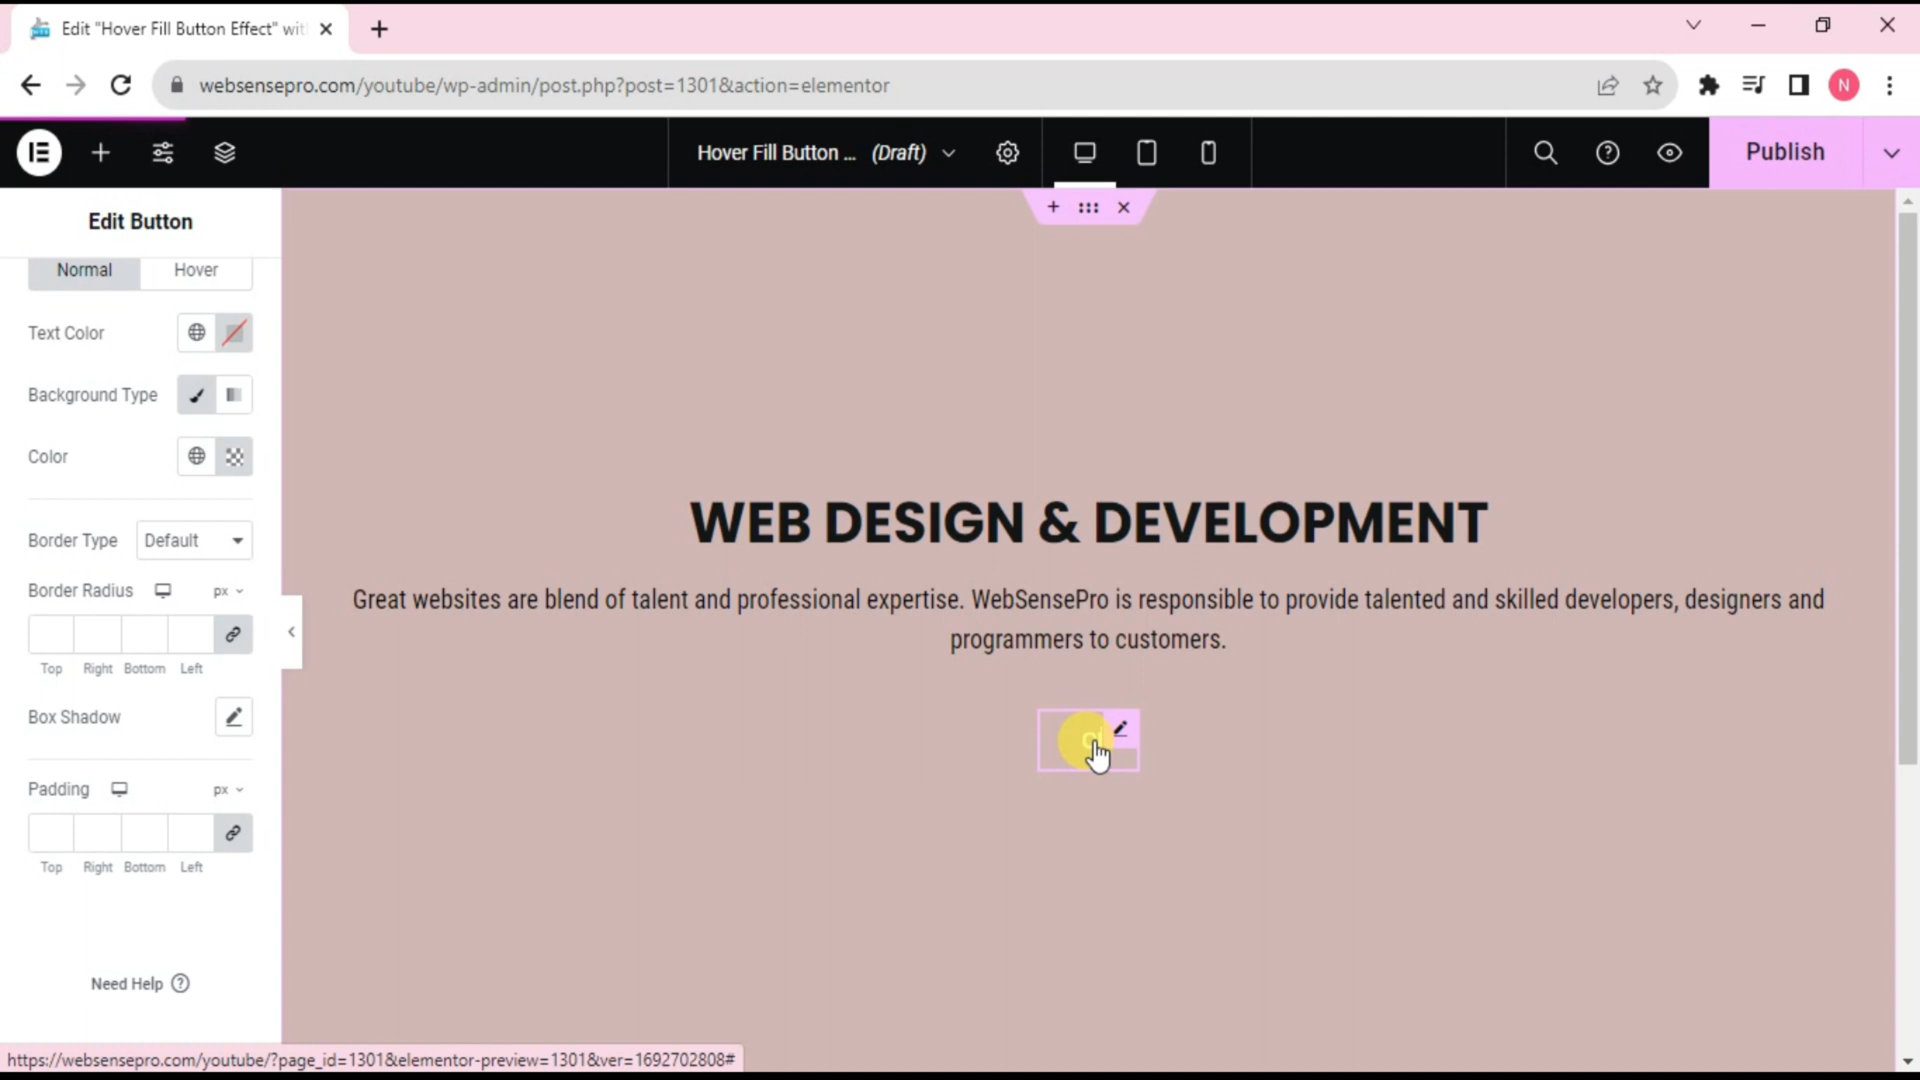 Edit "Hover Fill Button Effect" wit
websensepro.com/youtube/wp-admin/post.php?post=1301&action=elementor
N
Hover Fill Button ... (Draft)
Publish
Edit Button
Normal Hover
Text Color
Background Type
Color
Border Type Default
Border Radius px
Top Right Bottom Left
Box Shadow
Padding px
Top Right Bottom Left
Need Help
WEB DESIGN & DEVELOPMENT
Great websites are blend of talent and professional expertise. WebSensePro is responsible to provide talented and skilled developers, designers and
programmers to customers.
https://websensepro.com/youtube/?page_id=1301&elementor-preview=1301&ver=1692702808#